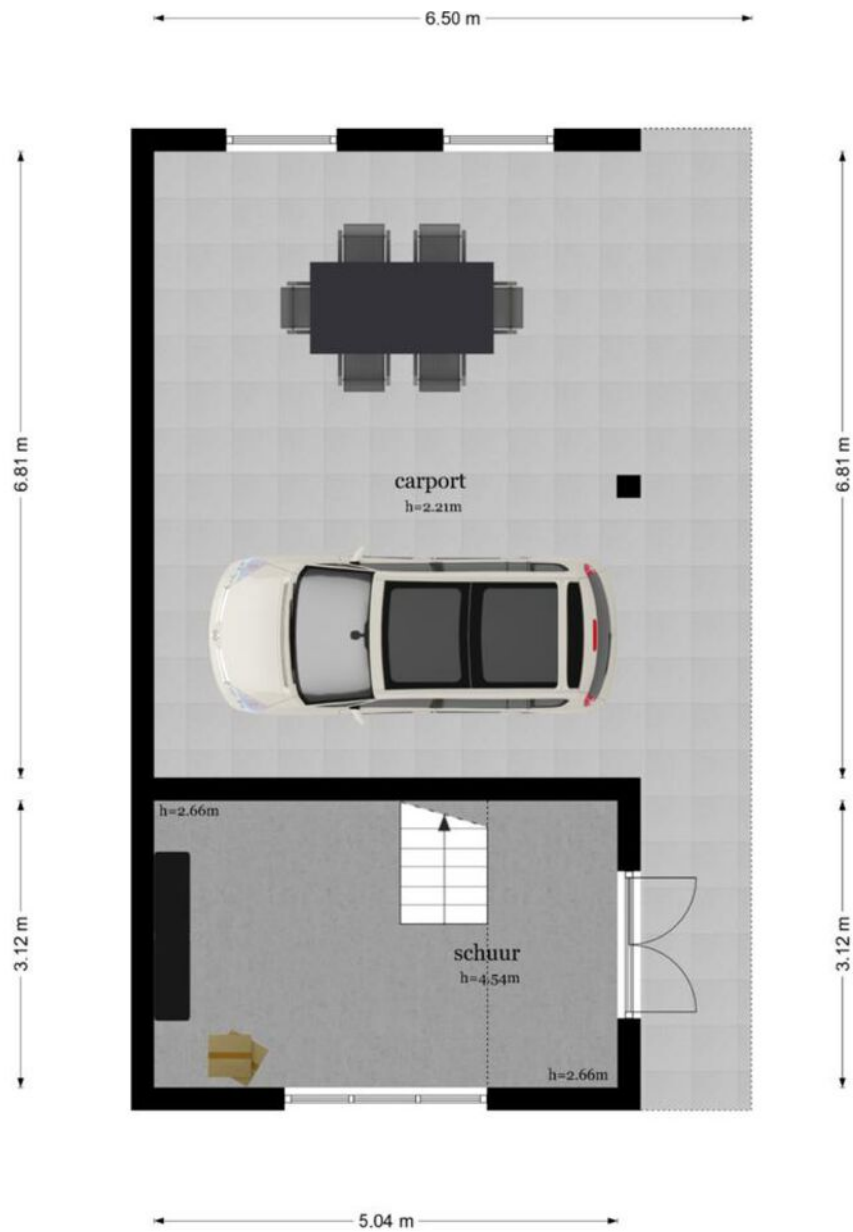 6.50 m
6.81 m
6.81 m
carport
h=2.21m
h=2.66m
3.12 m
3.12 m
schuur
h=4.54m
h=2.66m
5.04 m